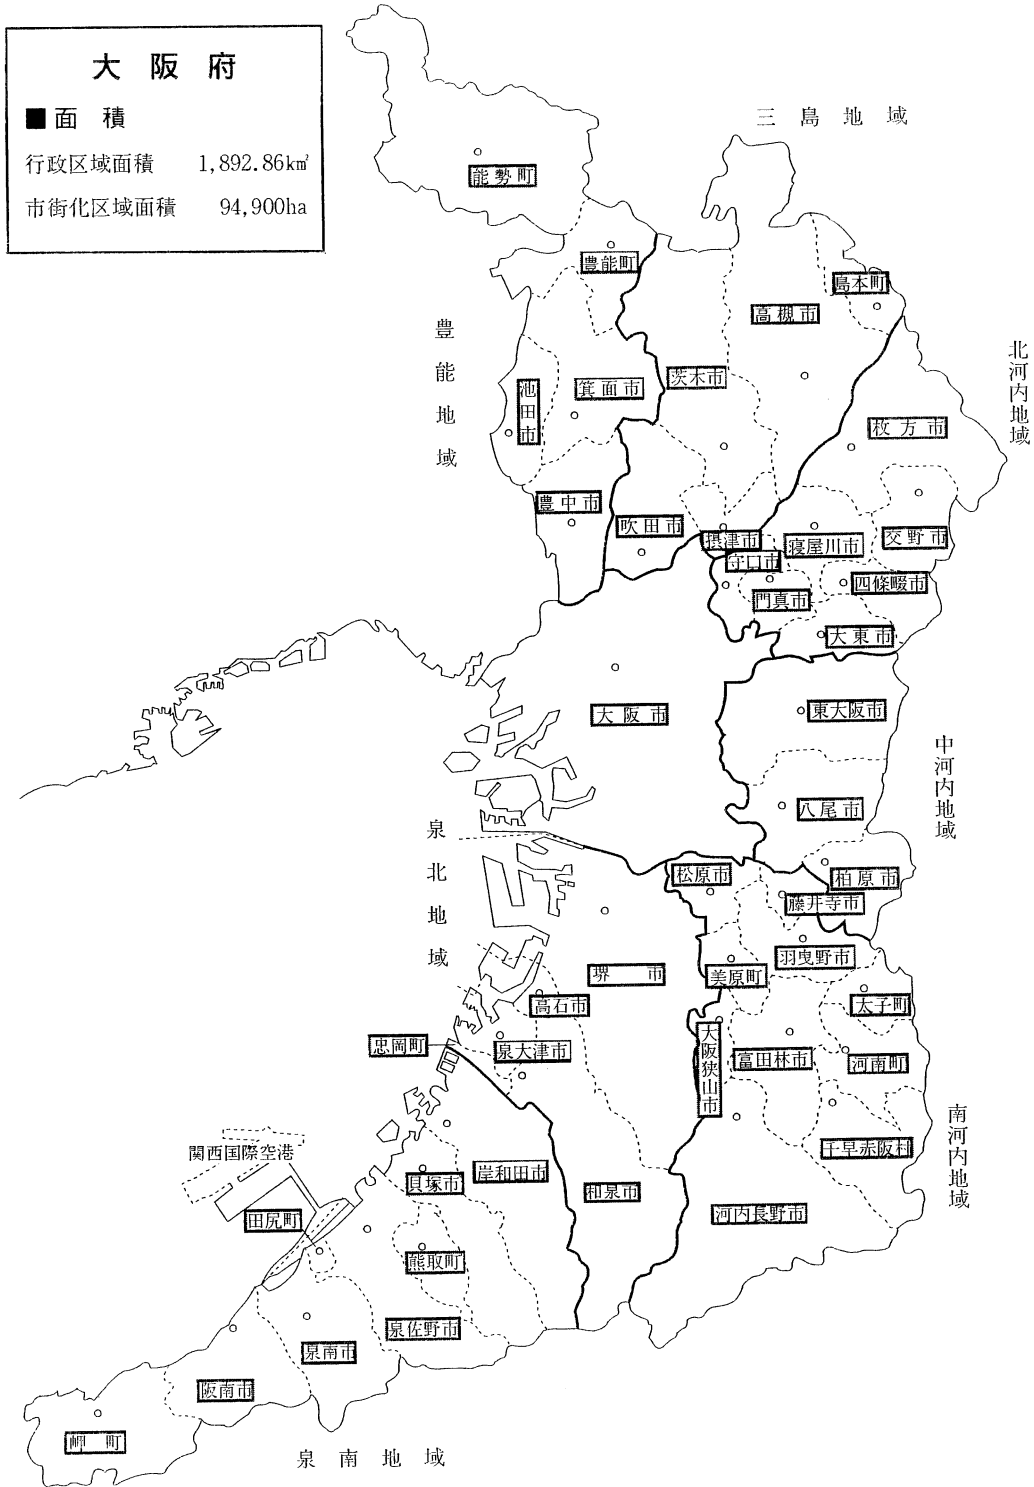 大阪府
■面積
行政区域面積 1,892.86km²
市街化区域面積 94,900ha
三島地域
能勢町
豊能町
島本町
高槻市
豊能地域
北河内地域
茨木市
箕面市
池田市
枚方市
豊中市
吹田市
摂津市
寝屋川市
交野市
守口市
門真市
四條畷市
大東市
大阪市
東大阪市
中河内地域
八尾市
泉北地域
松原市
柏原市
藤井寺市
羽曳野市
堺市
美原町
高石市
太子町
忠岡町
泉大津市
大阪狭山市
富田林市
河南町
南河内地域
千早赤阪村
関西国際空港
岸和田市
貝塚市
和泉市
河内長野市
田尻町
熊取町
泉佐野市
泉南市
阪南市
岬町
泉南地域